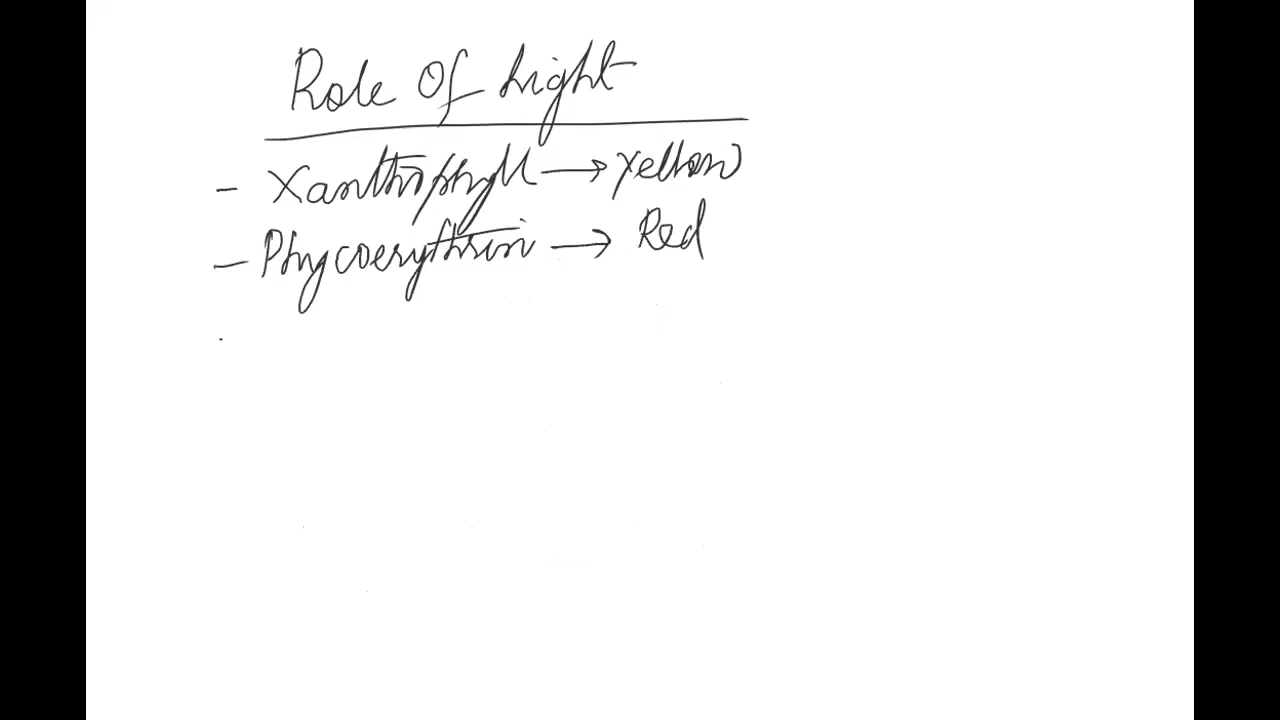 Role Of Light
- Xanthophyll → Yellow
- Phycoerythrin → Red